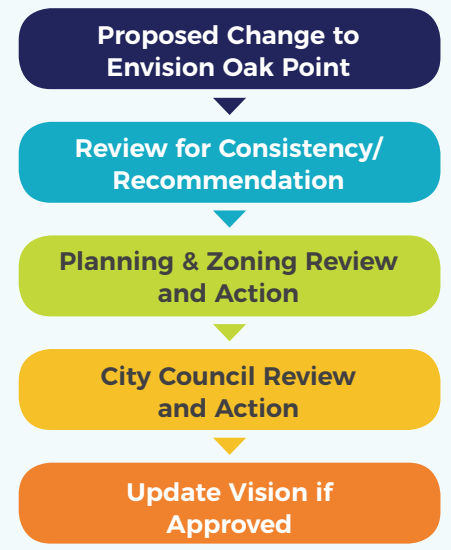 Proposed Change to
Envision Oak Point
Review for Consistency/
Recommendation
Planning & Zoning Review
and Action
City Council Review
and Action
Update Vision if
Approved